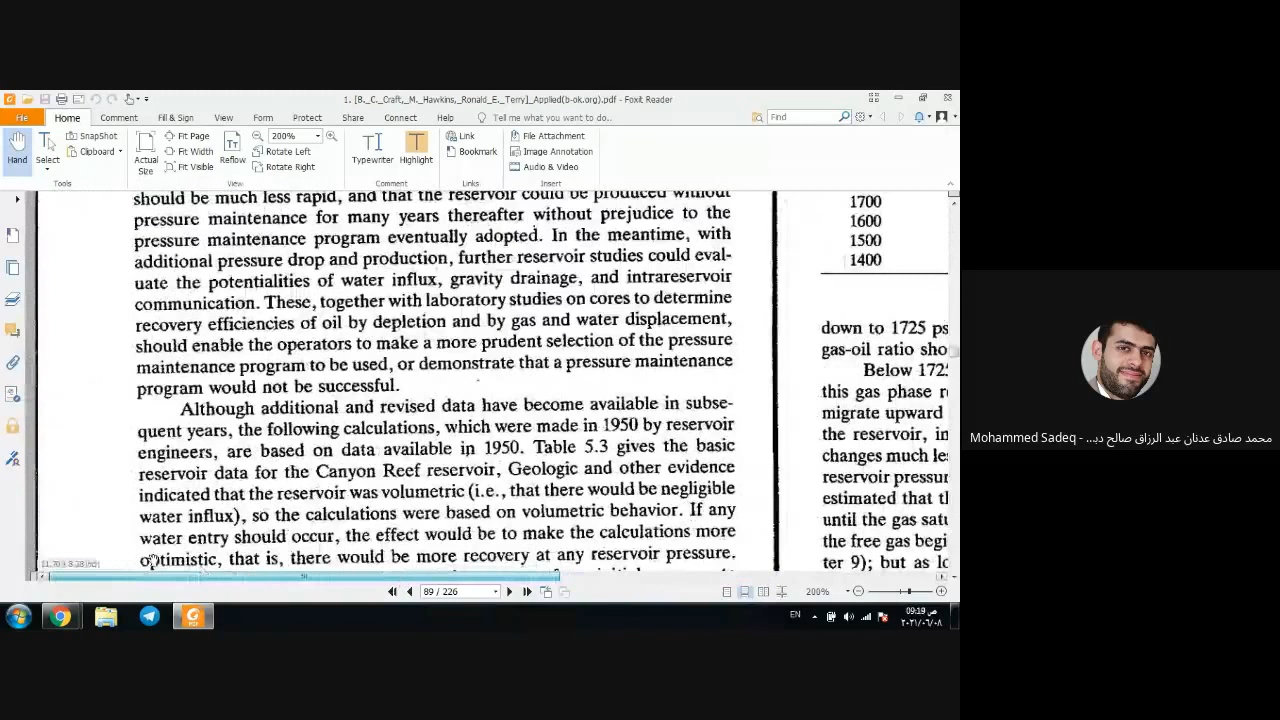 1. [B._C._Craft,_M._Hawkins,_Ronald_E._Terry]_Applied(b-ok.org).pdf - Foxit Reader
File Home Comment Fill & Sign View Form Protect Share Connect Help Tell me what you want to do.. Find
Hand
Select
SnapShot
Clipboard
Actual Size
Fit Page
Fit Width
Fit Visible
Reflow
200%
Rotate Left
Rotate Right
Typewriter
Highlight
Link
Bookmark
File Attachment
Image Annotation
Audio & Video
Tools View Comment Links Insert
should be much less rapid, and that the reservoir could be produced without
pressure maintenance for many years thereafter without prejudice to the
pressure maintenance program eventually adopted. In the meantime, with
additional pressure drop and production, further reservoir studies could eval-
uate the potentialities of water influx, gravity drainage, and intrareservoir
communication. These, together with laboratory studies on cores to determine
recovery efficiencies of oil by depletion and by gas and water displacement,
should enable the operators to make a more prudent selection of the pressure
maintenance program to be used, or demonstrate that a pressure maintenance
program would not be successful.
Although additional and revised data have become available in subse-
quent years, the following calculations, which were made in 1950 by reservoir
engineers, are based on data available in 1950. Table 5.3 gives the basic
reservoir data for the Canyon Reef reservoir, Geologic and other evidence
indicated that the reservoir was volumetric (i.e., that there would be negligible
water influx), so the calculations were based on volumetric behavior. If any
water entry should occur, the effect would be to make the calculations more
optimistic, that is, there would be more recovery at any reservoir pressure.
1700
1600
1500
1400
down to 1725 ps
gas-oil ratio sho
Below 1725
this gas phase r
migrate upward
the reservoir, in
changes much le
reservoir pressur
estimated that t
until the gas satu
the free gas begi
ter 9); but as lo
89 / 226
200%
EN
09:19 ص
٢٠٢١/٠٦/٠٨
Mohammed Sadeq - محمد صادق عدنان عبد الرزاق صالح دب...